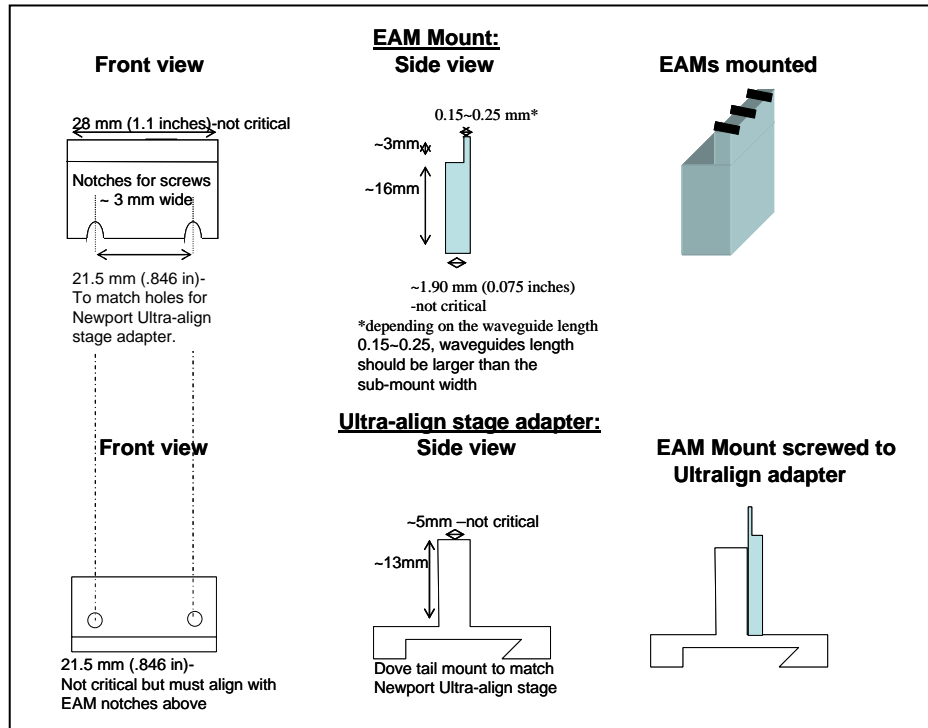 EAM Mount:
Front view
Side view
EAMs mounted
28 mm (1.1 inches)-not critical
Notches for screws
~ 3 mm wide
21.5 mm (.846 in)-
To match holes for
Newport Ultra-align
stage adapter.
0.15~0.25 mm*
~3mm
~16mm
~1.90 mm (0.075 inches)
-not critical
*depending on the waveguide length
0.15~0.25, waveguides length
should be larger than the
sub-mount width
Ultra-align stage adapter:
Front view
Side view
EAM Mount screwed to
Ultralign adapter
21.5 mm (.846 in)-
Not critical but must align with
EAM notches above
~5mm –not critical
~13mm
Dove tail mount to match
Newport Ultra-align stage